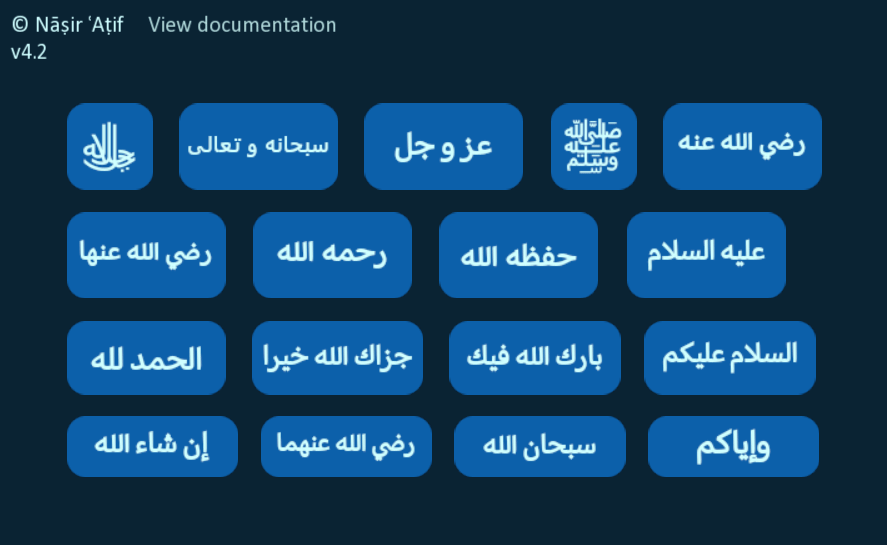 © Nāṣir ʿAṭif View documentation
v4.2
ﷻ
سبحانه و تعالى
عز و جل
ﷺ
رضي الله عنه
رضي الله عنها
رحمه الله
حفظه الله
عليه السلام
الحمد لله
جزاك الله خيرا
بارك الله فيك
السلام عليكم
إن شاء الله
رضي الله عنهما
سبحان الله
وإياكم